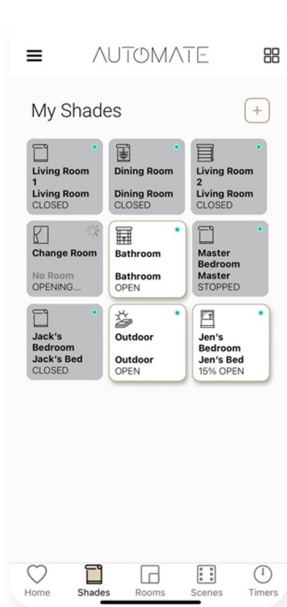 AUTOMATE
My Shades
+
Living Room
1
Living Room
CLOSED
Dining Room
Dining Room
CLOSED
Living Room
2
Living Room
CLOSED
Change Room
No Room
OPENING...
Bathroom
Bathroom
OPEN
Master
Bedroom
Master
STOPPED
Jack's
Bedroom
Jack's Bed
CLOSED
Outdoor
Outdoor
OPEN
Jen's
Bedroom
Jen's Bed
15% OPEN
Home Shades Rooms Scenes Timers